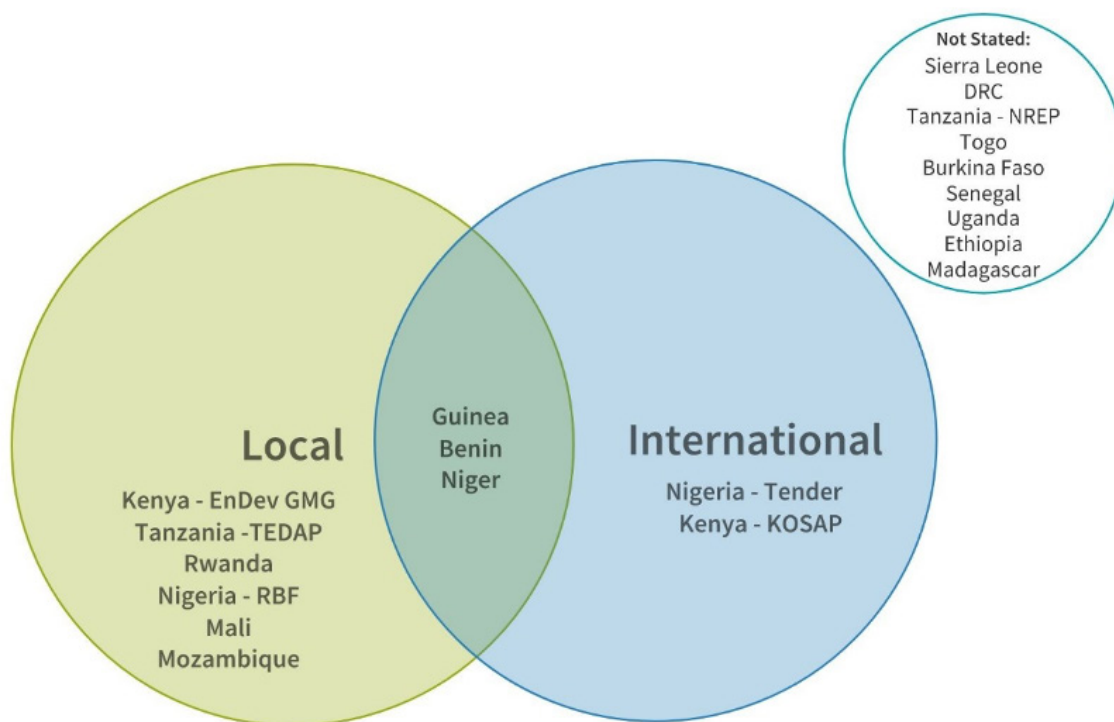 Not Stated:
Sierra Leone
DRC
Tanzania - NREP
Togo
Burkina Faso
Senegal
Uganda
Ethiopia
Madagascar
Local
Kenya - EnDev GMG
Tanzania -TEDAP
Rwanda
Nigeria - RBF
Mali
Mozambique
Guinea
Benin
Niger
International
Nigeria - Tender
Kenya - KOSAP